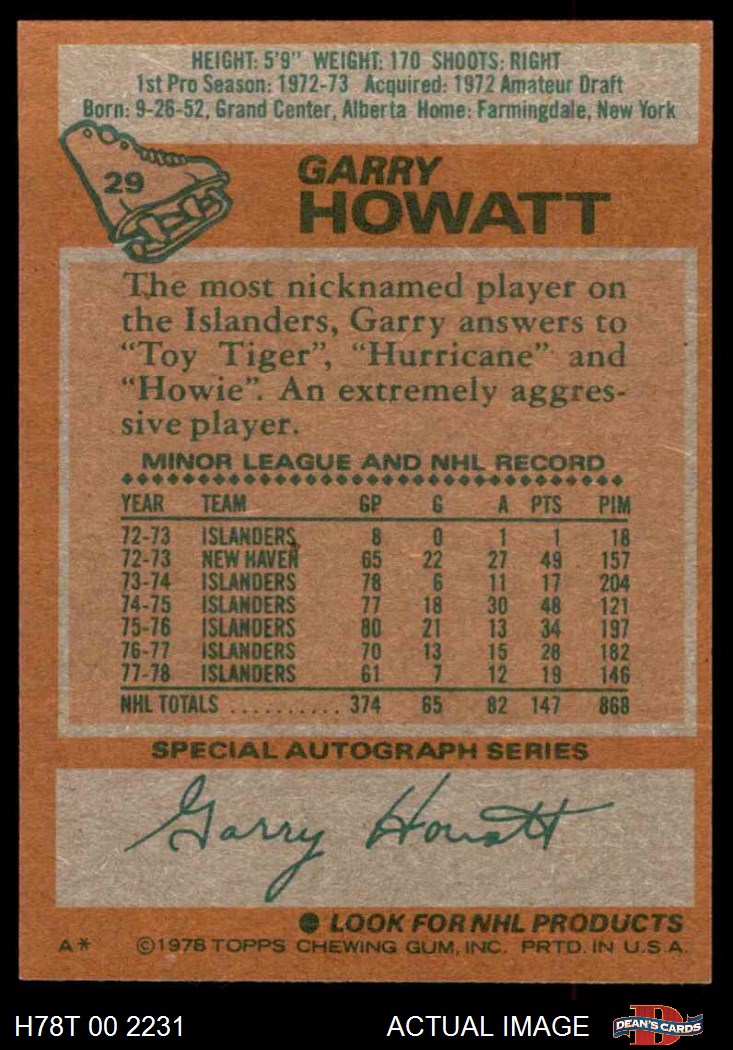 HEIGHT: 5'9" WEIGHT: 170 SHOOTS: RIGHT
1st Pro Season: 1972-73 Acquired: 1972 Amateur Draft
Born: 9-26-52, Grand Center, Alberta Home: Farmingdale, New York
29
GARRY
HOWATT
The most nicknamed player on
the Islanders, Garry answers to
"Toy Tiger", "Hurricane" and
"Howie". An extremely aggres-
sive player.
MINOR LEAGUE AND NHL RECORD
YEAR TEAM GP G A PTS PIM
72-73 ISLANDERS 8 0 1 1 18
72-73 NEW HAVEN 65 22 27 49 157
73-74 ISLANDERS 78 6 11 17 204
74-75 ISLANDERS 77 18 30 48 121
75-76 ISLANDERS 80 21 13 34 197
76-77 ISLANDERS 70 13 15 28 182
77-78 ISLANDERS 61 7 12 19 146
NHL TOTALS .......... 374 65 82 147 868
SPECIAL AUTOGRAPH SERIES
Garry Howatt
● LOOK FOR NHL PRODUCTS
A* ©1978 TOPPS CHEWING GUM, INC. PRTD. IN U.S.A.
H78T 00 2231 ACTUAL IMAGE D DEAN'S CARDS